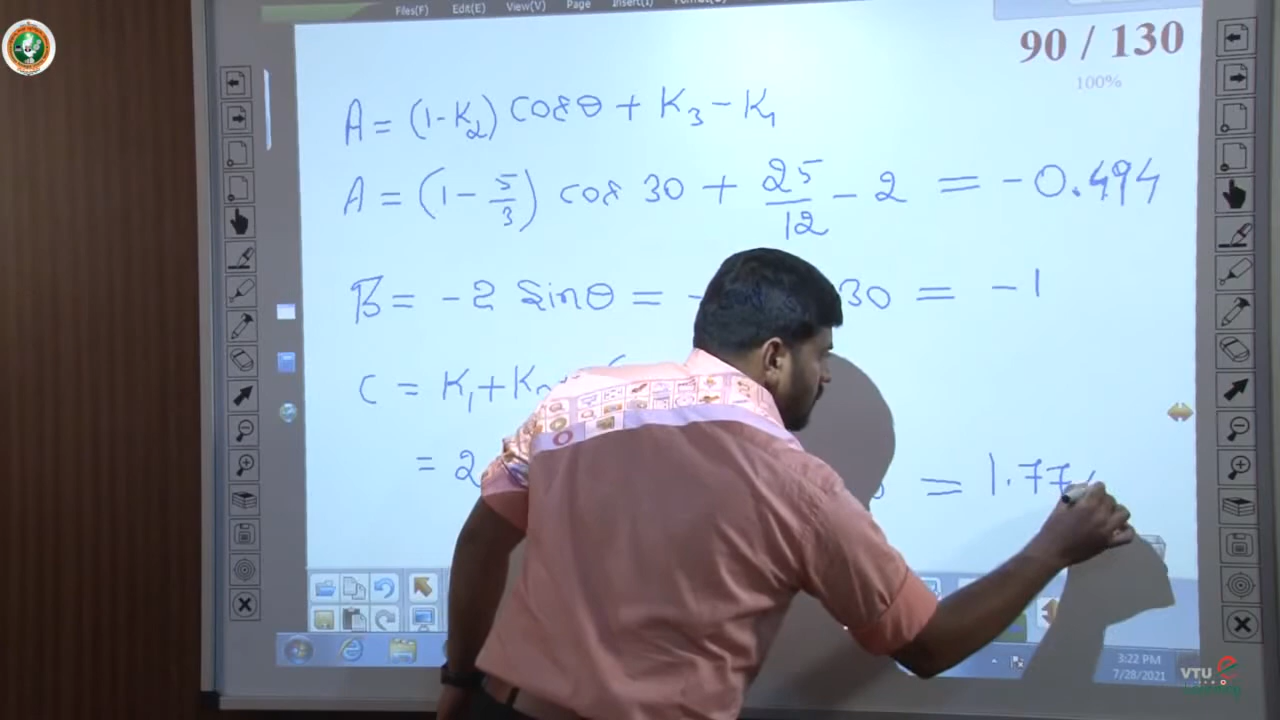 Files(F) Edit(E) View(V) Page Insert(I)
90 / 130
100%
A = (1-K2) cosθ + K3 - K1
A = (1 - 5/3) cos 30 + 25/12 - 2 = -0.494
B = -2 sinθ = - 30 = -1
C = K1 +
= 2 = 1.77
3:22 PM
7/28/2021
VTU e